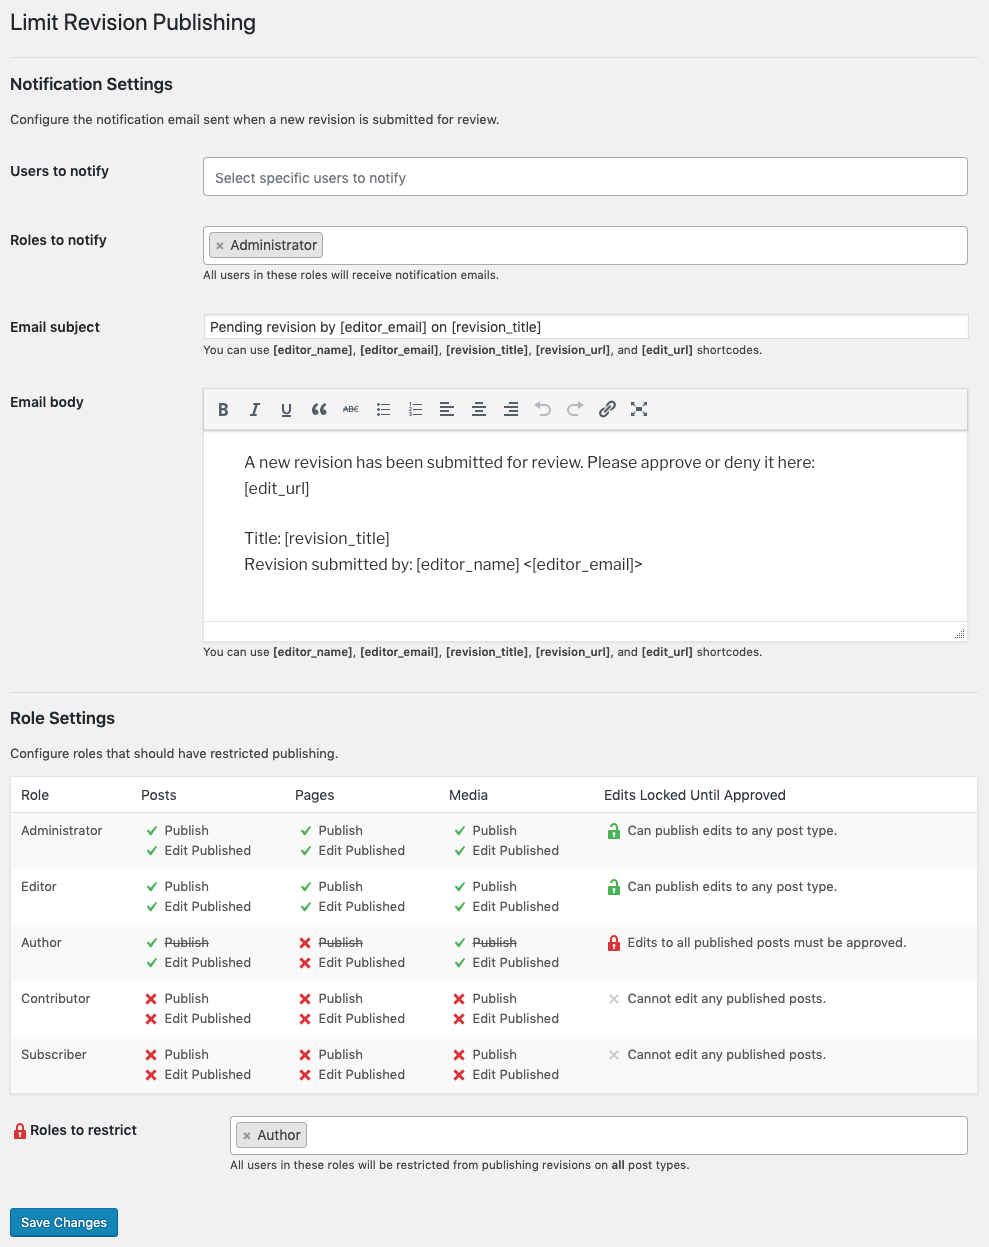 Limit Revision Publishing
Notification Settings
Configure the notification email sent when a new revision is submitted for review.
Users to notify
Select specific users to notify
Roles to notify
× Administrator
All users in these roles will receive notification emails.
Email subject
Pending revision by [editor_email] on [revision_title]
You can use [editor_name], [editor_email], [revision_title], [revision_url], and [edit_url] shortcodes.
Email body
B I U ABC
A new revision has been submitted for review. Please approve or deny it here:
[edit_url]
Title: [revision_title]
Revision submitted by: [editor_name] <[editor_email]>
You can use [editor_name], [editor_email], [revision_title], [revision_url], and [edit_url] shortcodes.
Role Settings
Configure roles that should have restricted publishing.
Role Posts Pages Media Edits Locked Until Approved
Administrator Publish Publish Publish Can publish edits to any post type.
Edit Published Edit Published Edit Published
Editor Publish Publish Publish Can publish edits to any post type.
Edit Published Edit Published Edit Published
Author Publish Publish Publish Edits to all published posts must be approved.
Edit Published Edit Published Edit Published
Contributor Publish Publish Publish Cannot edit any published posts.
Edit Published Edit Published Edit Published
Subscriber Publish Publish Publish Cannot edit any published posts.
Edit Published Edit Published Edit Published
Roles to restrict
× Author
All users in these roles will be restricted from publishing revisions on all post types.
Save Changes